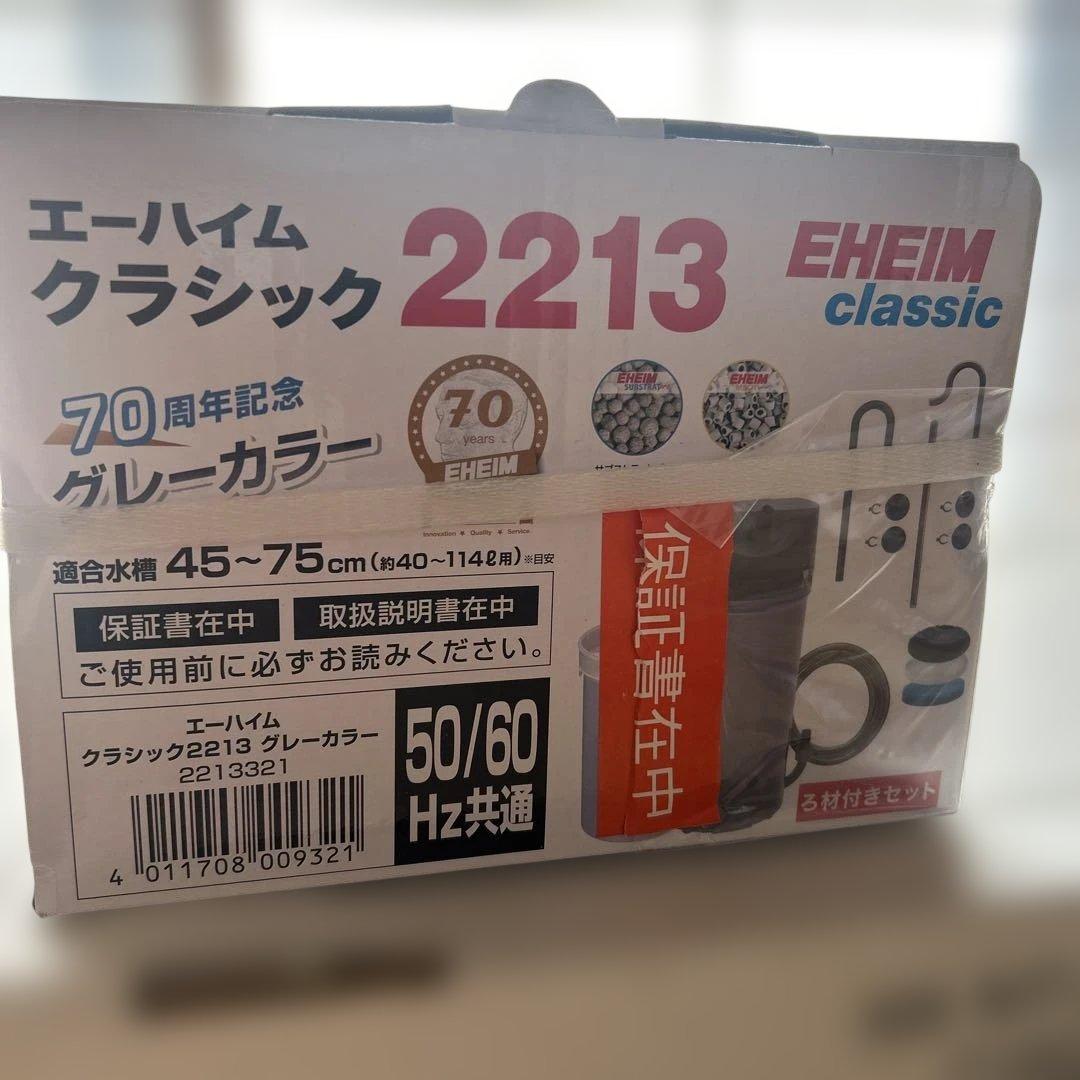 エーハイム
クラシック 2213
EHEIM
classic
70周年記念
グレーカラー
70
years
EHEIM
Innovation ★ Quality ★ Service
EHEIM
SUBSTRAT
EHEIM
適合水槽 45～75cm (約40～114ℓ用) ※目安
保証書在中 取扱説明書在中
ご使用前に必ずお読みください。
エーハイム
クラシック2213 グレーカラー
2213321
4 011708 009321
50/60
Hz共通
保証書在中
ろ材付きセット